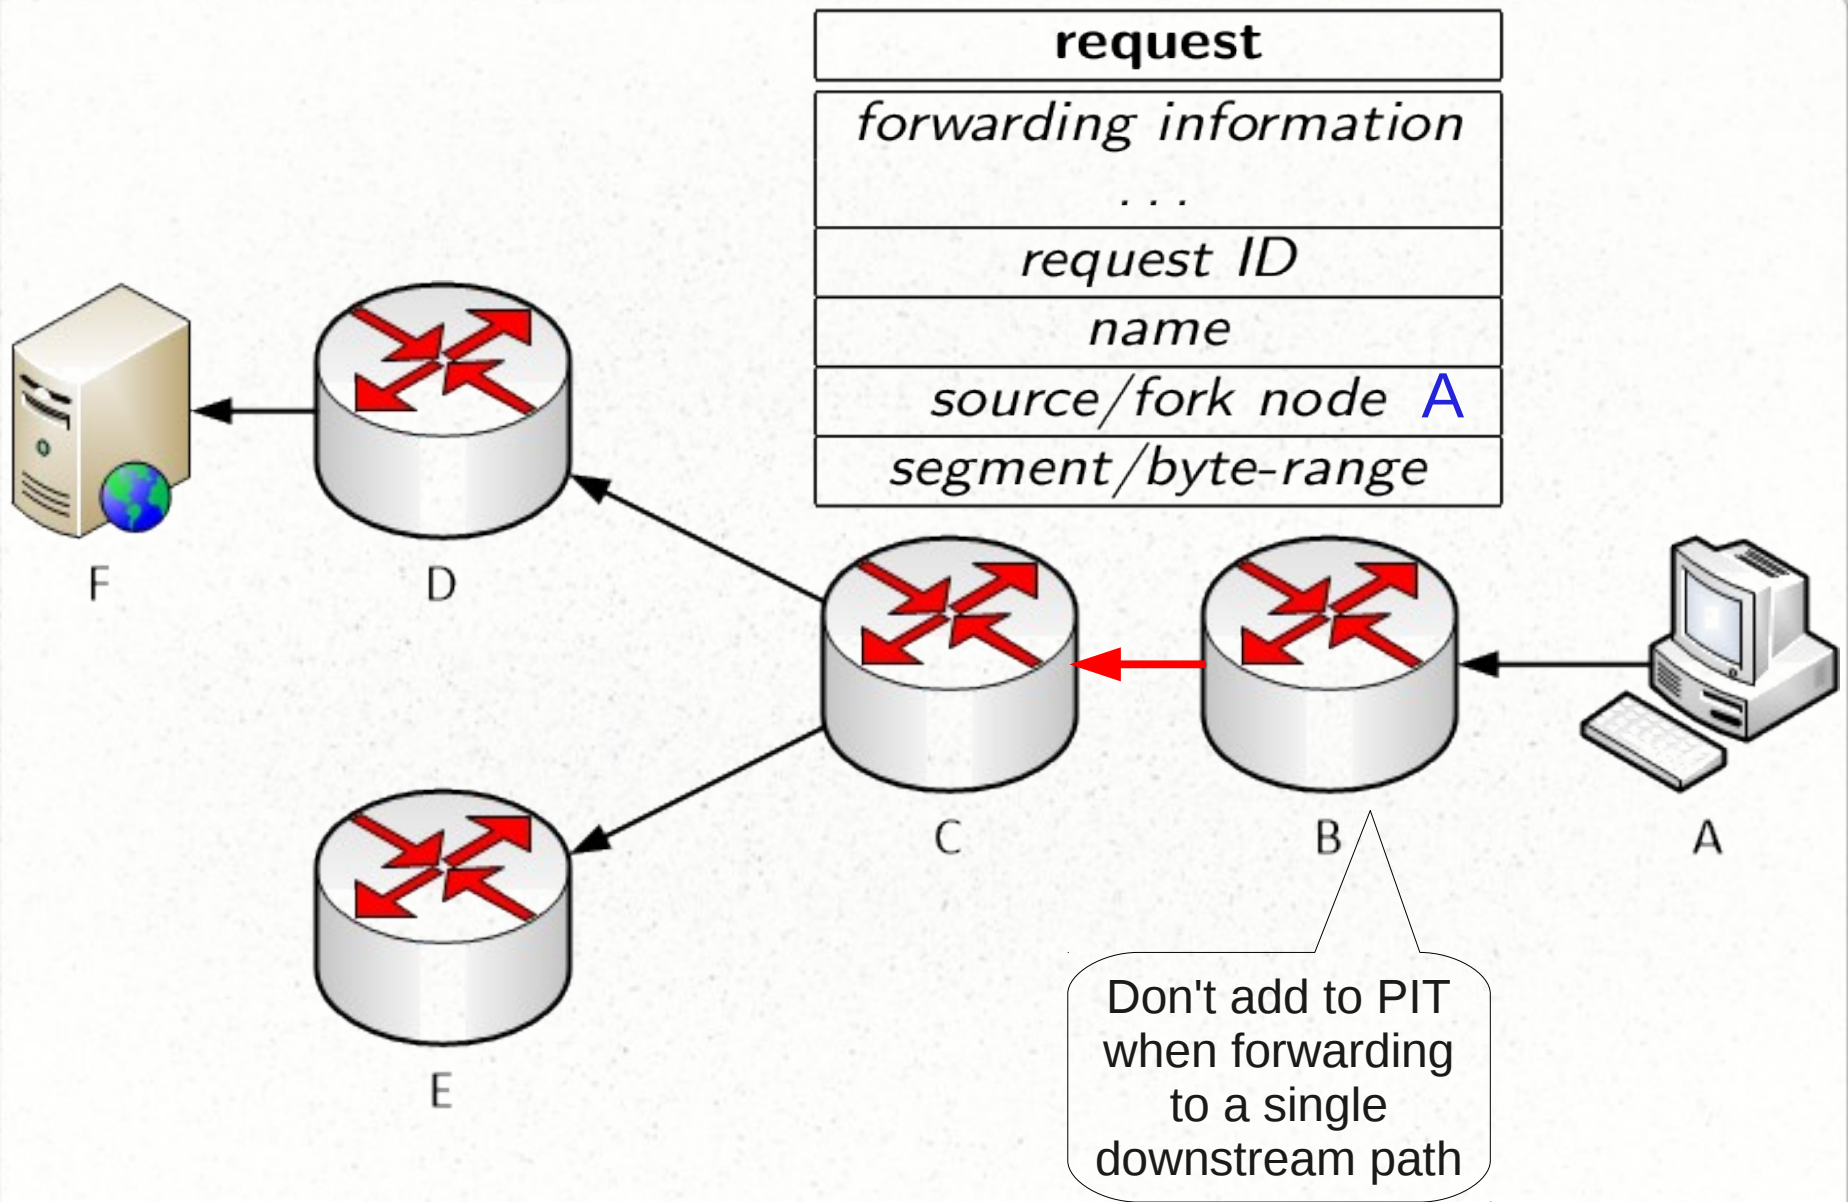 request
forwarding information
...
request ID
name
source/fork node A
segment/byte-range
F
D
C
B
A
E
Don't add to PIT
when forwarding
to a single
downstream path